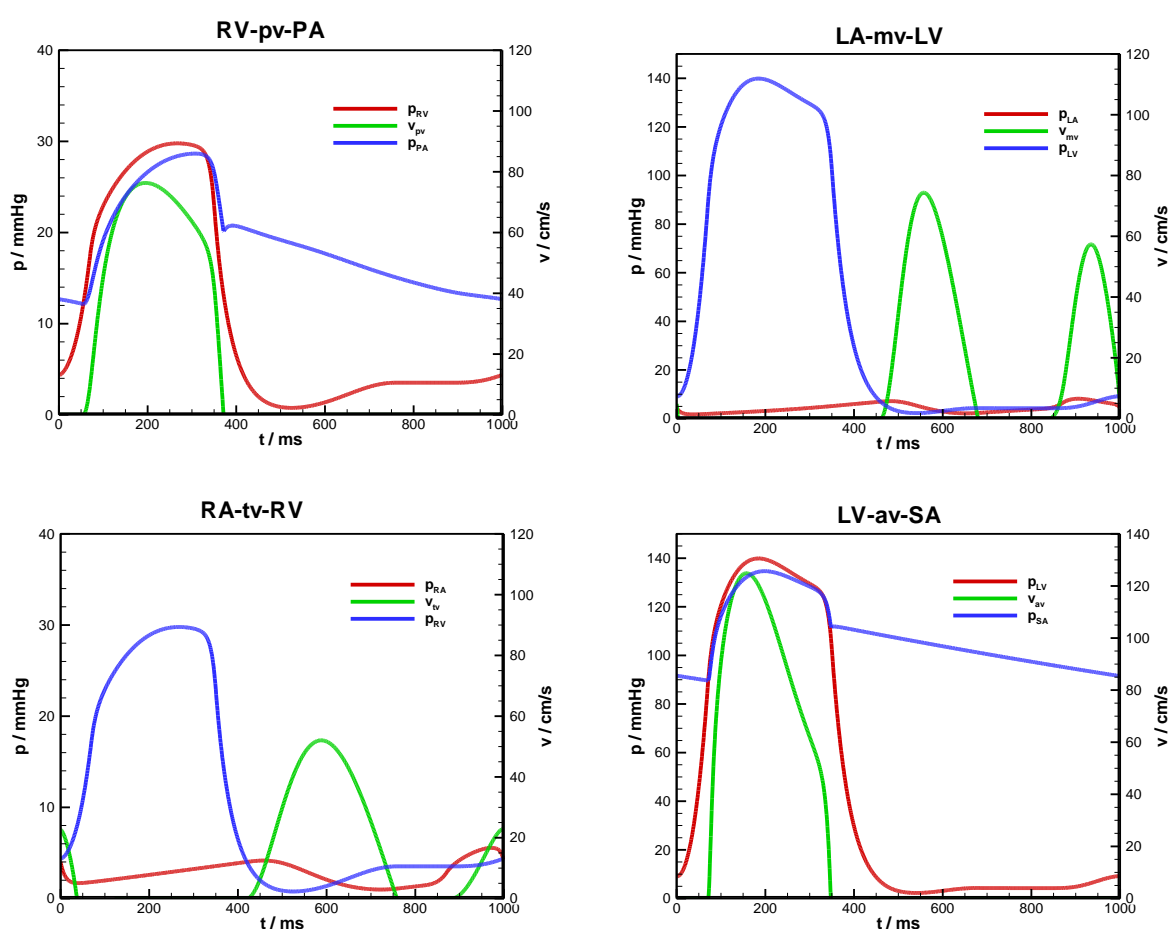 RV-pv-PA
40
30
20
10
0
p / mmHg
120
100
80
60
40
20
0
v / cm/s
p_RV
v_pv
p_PA
0 200 400 600 800 1000
t / ms
LA-mv-LV
140
120
100
80
60
40
20
0
p / mmHg
120
100
80
60
40
20
0
v / cm/s
p_LA
v_mv
p_LV
0 200 400 600 800 1000
t / ms
RA-tv-RV
40
30
20
10
0
p / mmHg
120
100
80
60
40
20
0
v / cm/s
p_RA
v_tv
p_RV
0 200 400 600 800 1000
t / ms
LV-av-SA
140
120
100
80
60
40
20
0
p / mmHg
140
120
100
80
60
40
20
0
v / cm/s
p_LV
v_av
p_SA
0 200 400 600 800 1000
t / ms